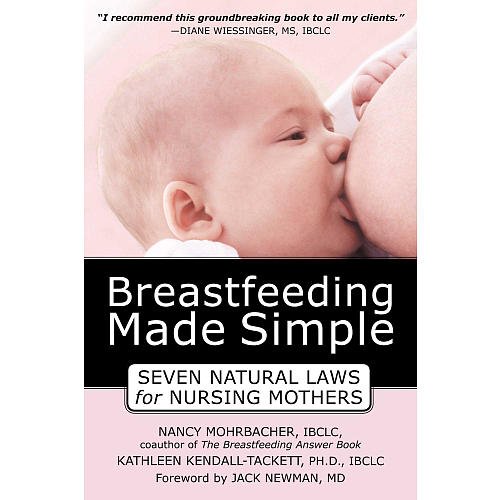 "I recommend this groundbreaking book to all my clients."
—DIANE WIESSINGER, MS, IBCLC
Breastfeeding
Made Simple
SEVEN NATURAL LAWS
for NURSING MOTHERS
NANCY MOHRBACHER, IBCLC,
coauthor of The Breastfeeding Answer Book
KATHLEEN KENDALL-TACKETT, PH.D., IBCLC
Foreword by JACK NEWMAN, MD